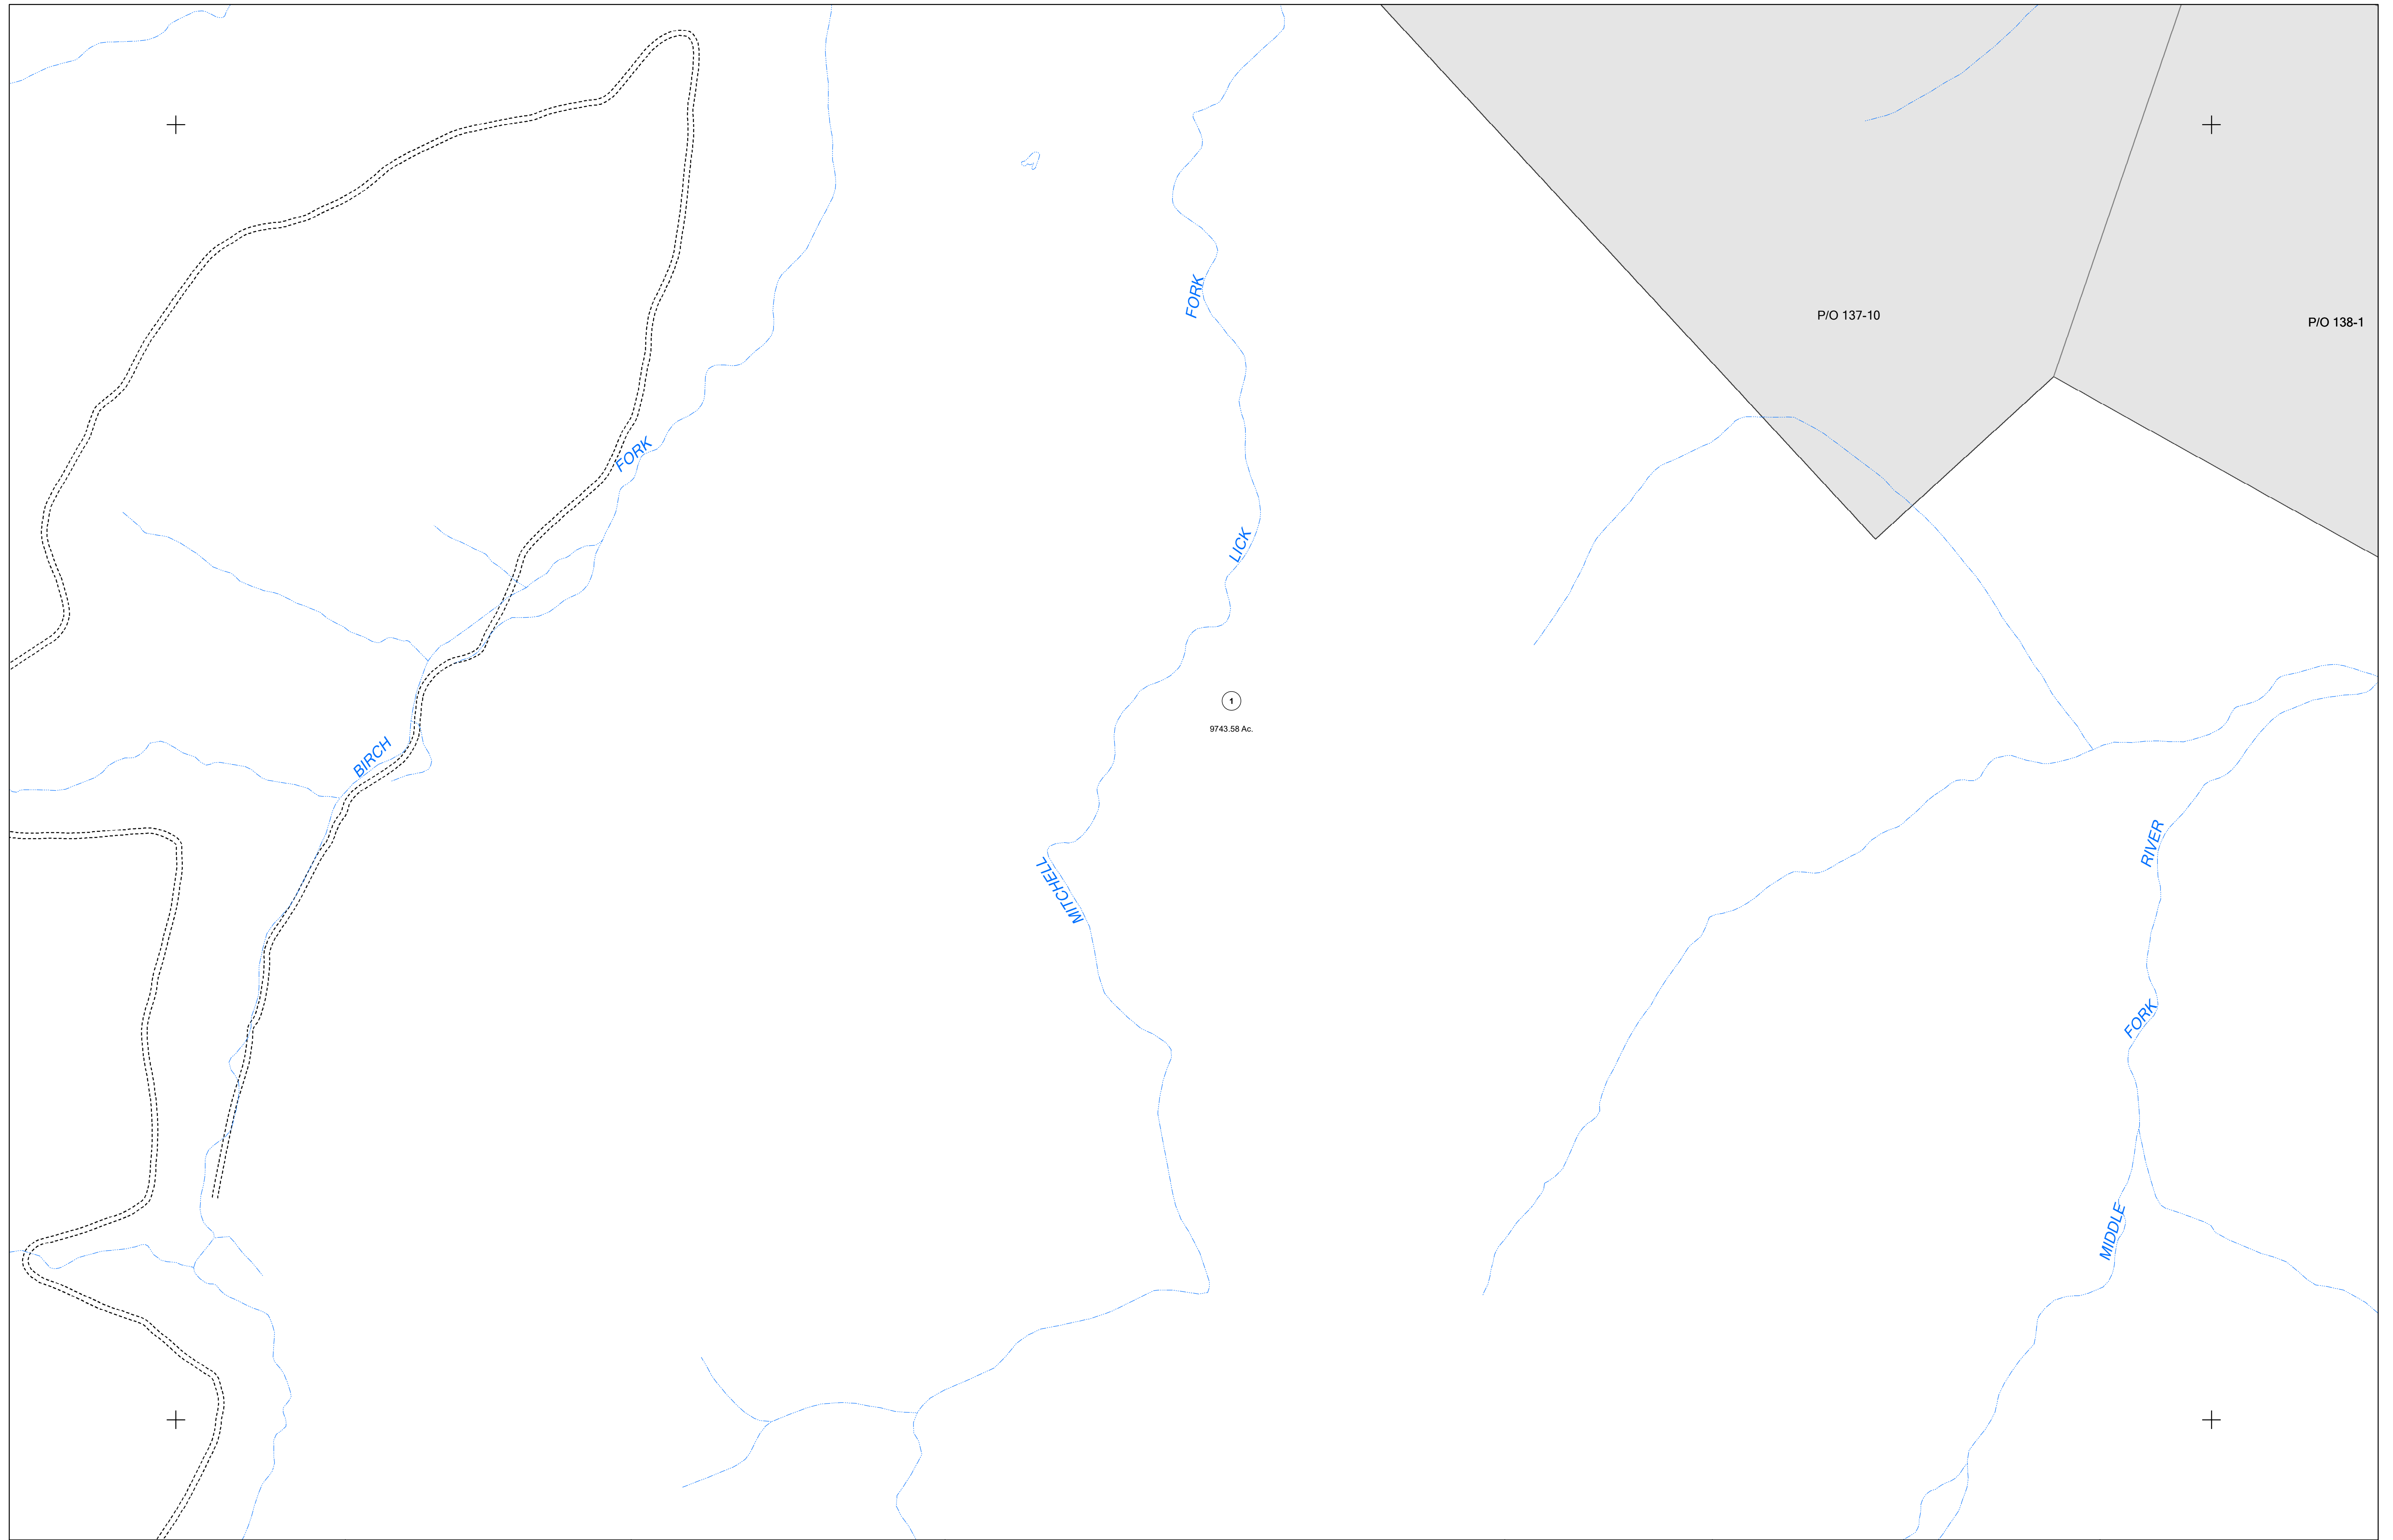 FORK
P/O 137-10
P/O 138-1
FORK
LICK
1
9743.58 Ac.
BIRCH
RIVER
MITCHELL
FORK
MIDDLE